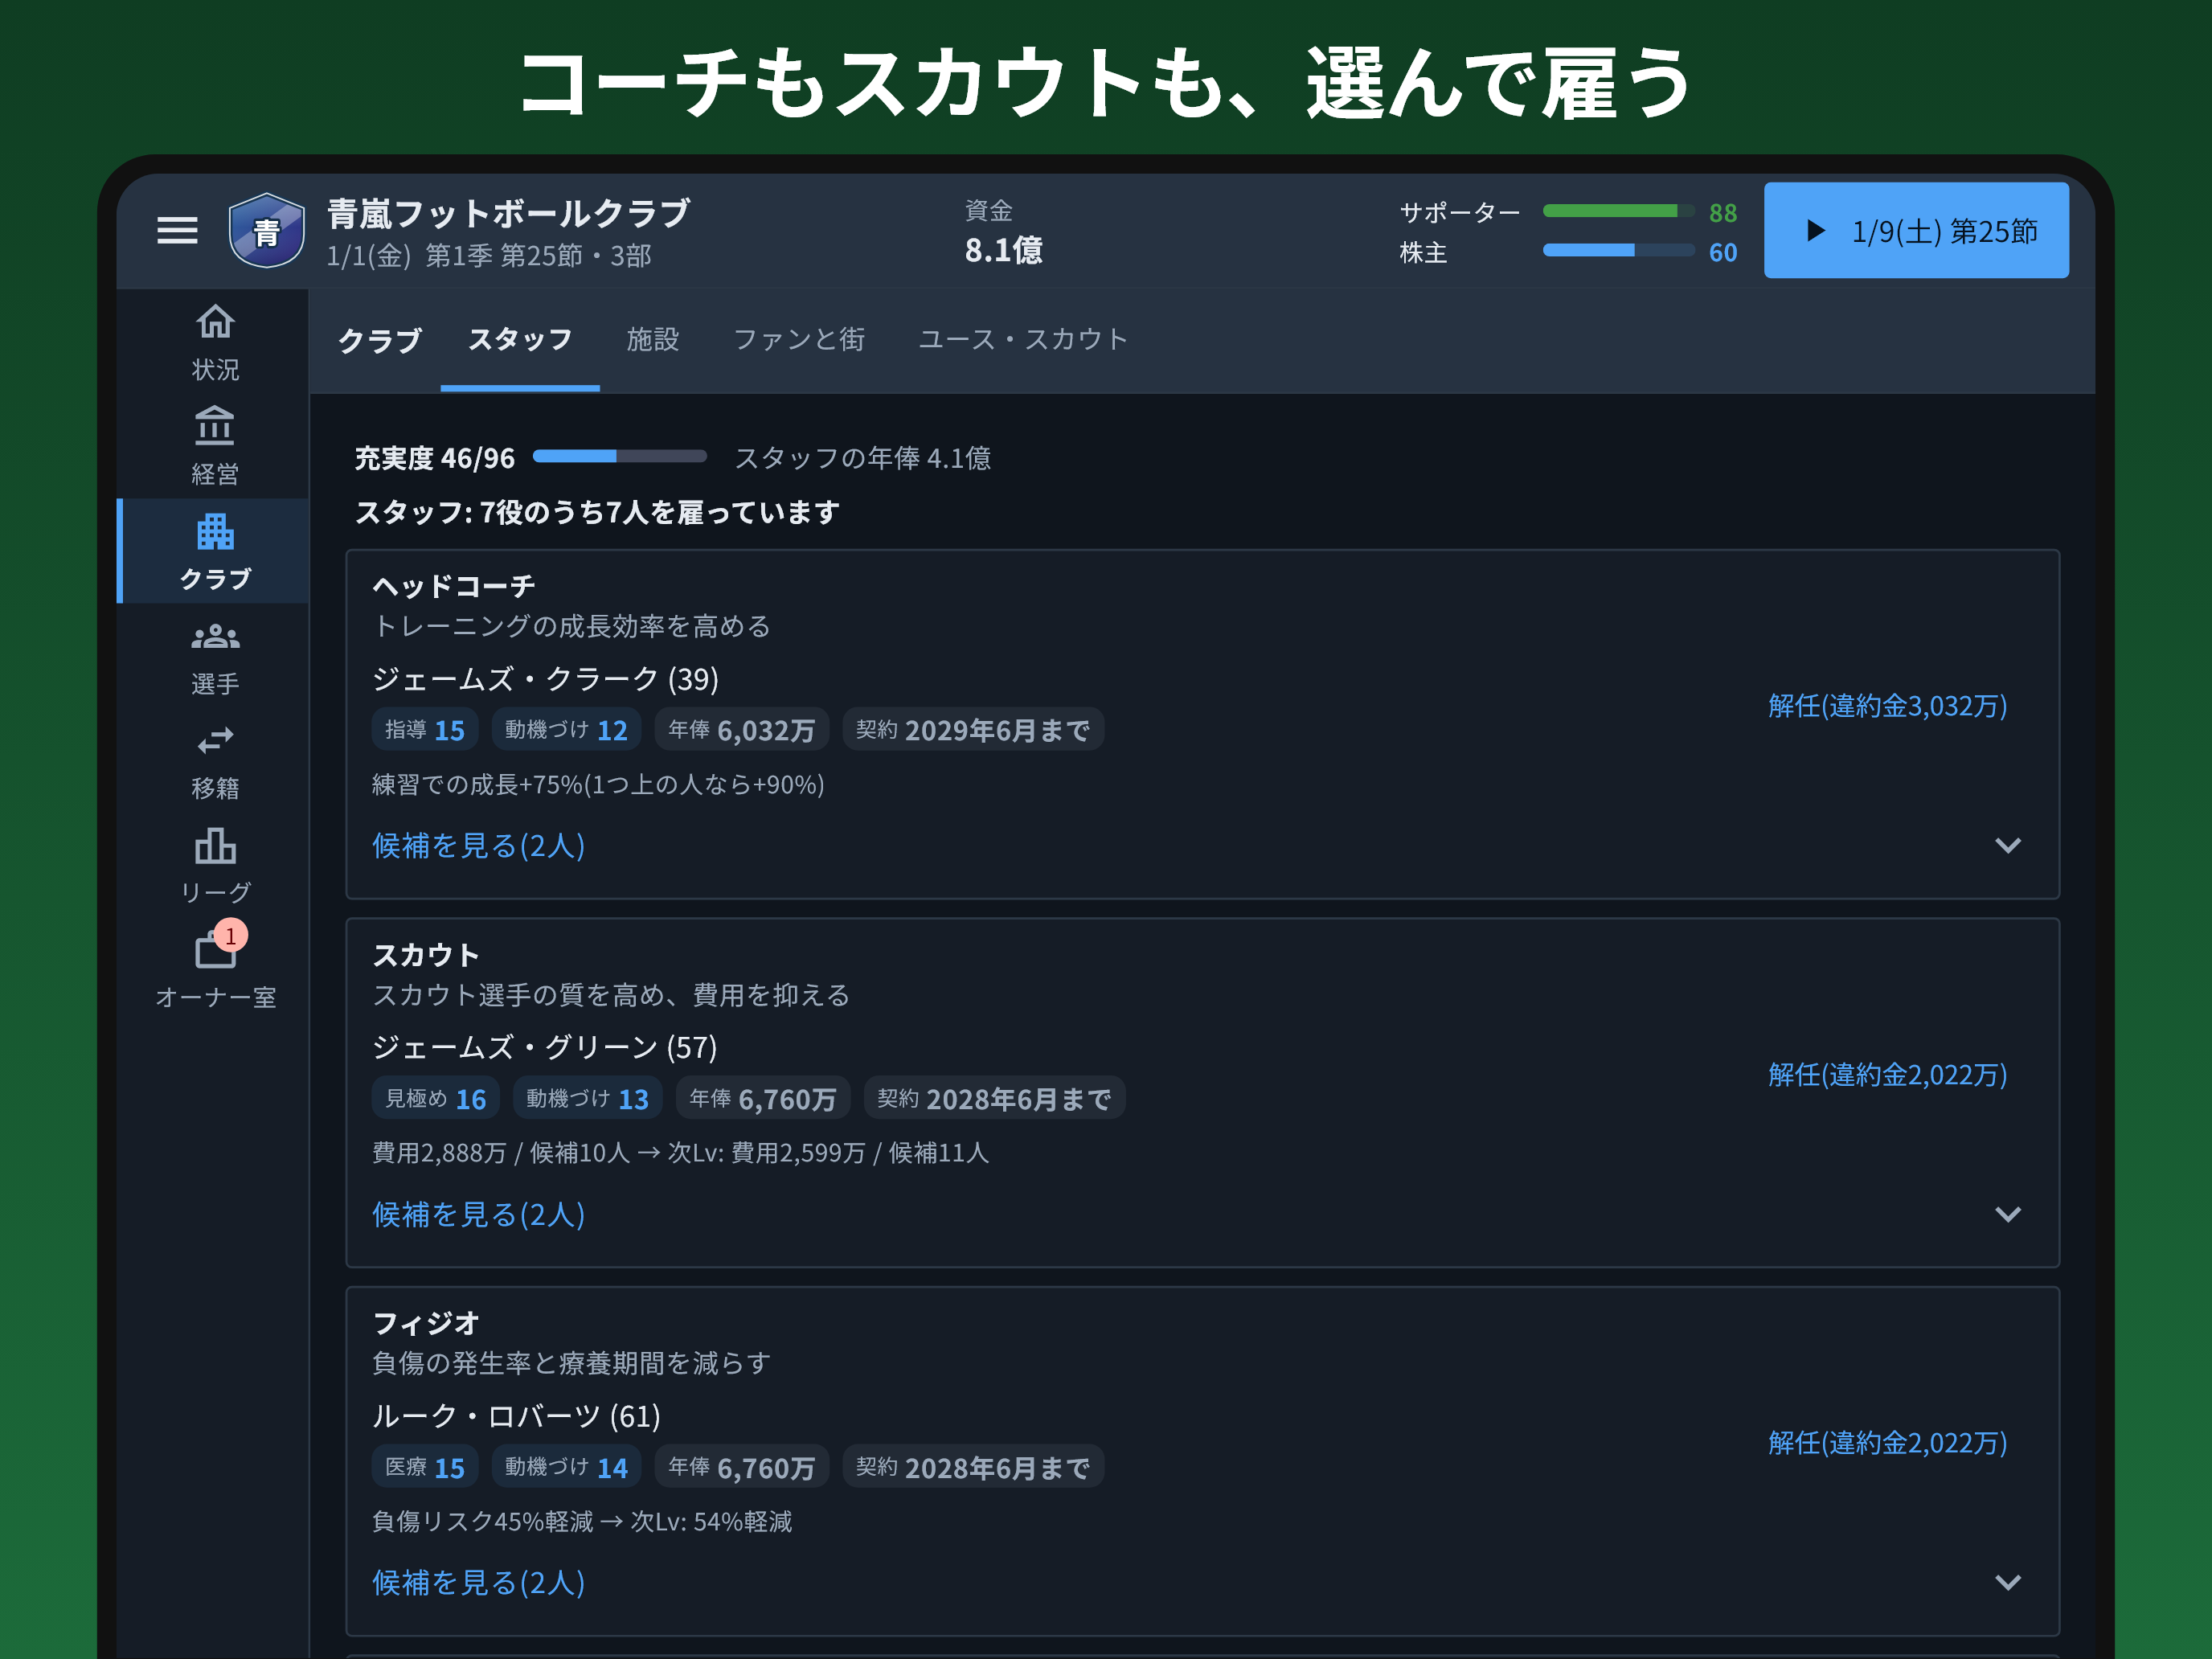 コーチもスカウトも、選んで雇う
青
青嵐フットボールクラブ
1/1(金) 第1季 第25節・3部
資金
8.1億
サポーター 88
株主 60
1/9(土) 第25節
状況
経営
クラブ
選手
移籍
リーグ
1
オーナー室
クラブ スタッフ 施設 ファンと街 ユース・スカウト
充実度 46/96 スタッフの年俸 4.1億
スタッフ: 7役のうち7人を雇っています
ヘッドコーチ
トレーニングの成長効率を高める
ジェームズ・クラーク (39)
指導 15 動機づけ 12 年俸 6,032万 契約 2029年6月まで
解任(違約金3,032万)
練習での成長+75%(1つ上の人なら+90%)
候補を見る(2人)
スカウト
スカウト選手の質を高め、費用を抑える
ジェームズ・グリーン (57)
見極め 16 動機づけ 13 年俸 6,760万 契約 2028年6月まで
解任(違約金2,022万)
費用2,888万 / 候補10人 → 次Lv: 費用2,599万 / 候補11人
候補を見る(2人)
フィジオ
負傷の発生率と療養期間を減らす
ルーク・ロバーツ (61)
医療 15 動機づけ 14 年俸 6,760万 契約 2028年6月まで
解任(違約金2,022万)
負傷リスク45%軽減 → 次Lv: 54%軽減
候補を見る(2人)